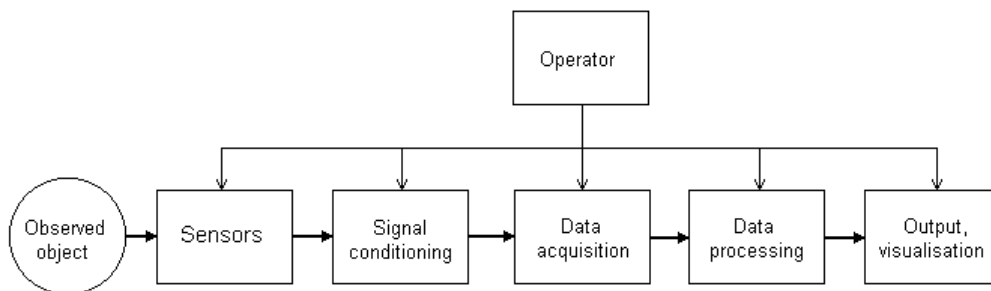 Operator
Observed
object
Sensors
Signal
conditioning
Data
acquisition
Data
processing
Output,
visualisation